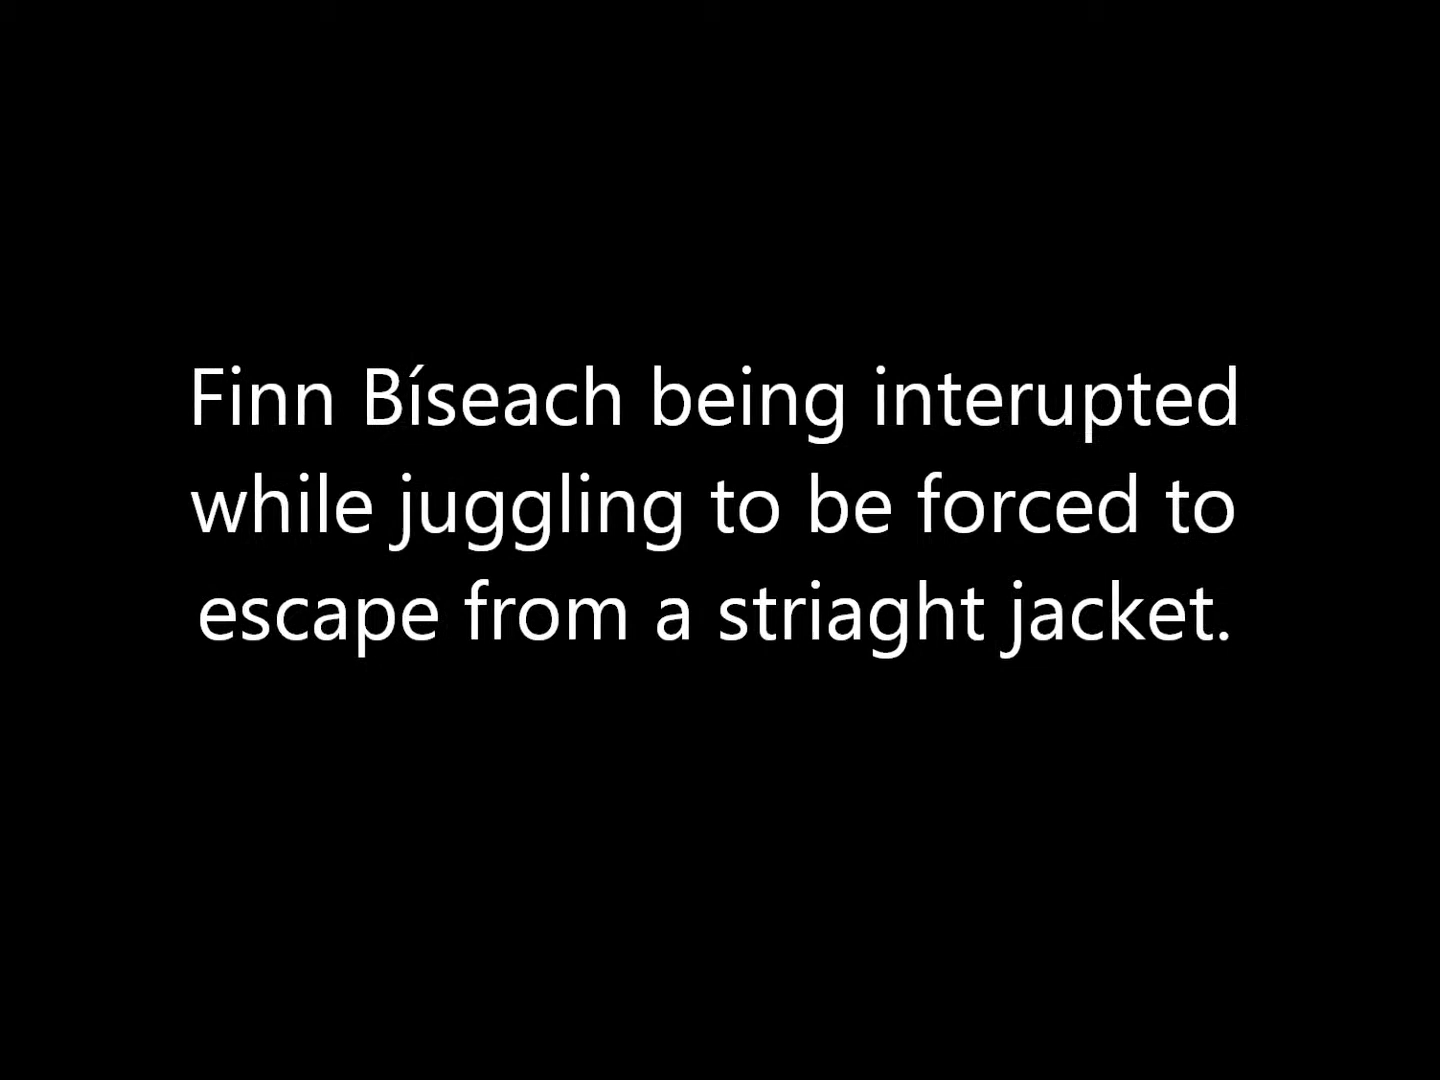 Finn Bíseach being interupted
while juggling to be forced to
escape from a striaght jacket.